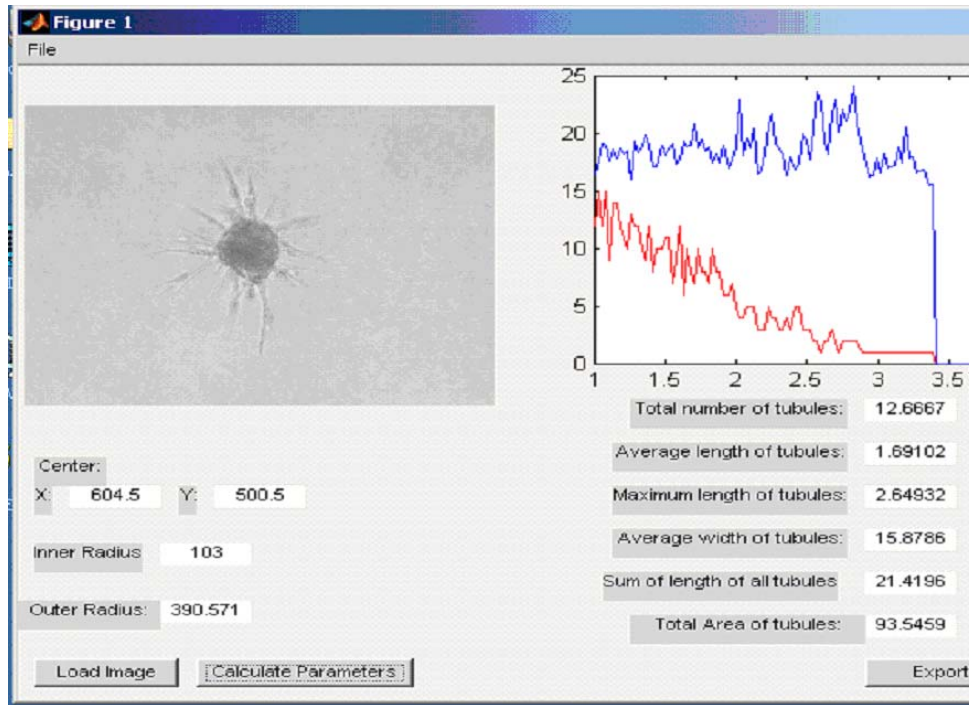 Figure 1
File
25
20
15
10
5
0
1 1.5 2 2.5 3 3.5
Total number of tubules: 12.6667
Average length of tubules: 1.69102
Maximum length of tubules: 2.64932
Average width of tubules: 15.8786
Sum of length of all tubules 21.4196
Total Area of tubules: 93.5459
Center:
X: 604.5 Y: 500.5
Inner Radius 103
Outer Radius: 390.571
Load Image Calculate Parameters Export